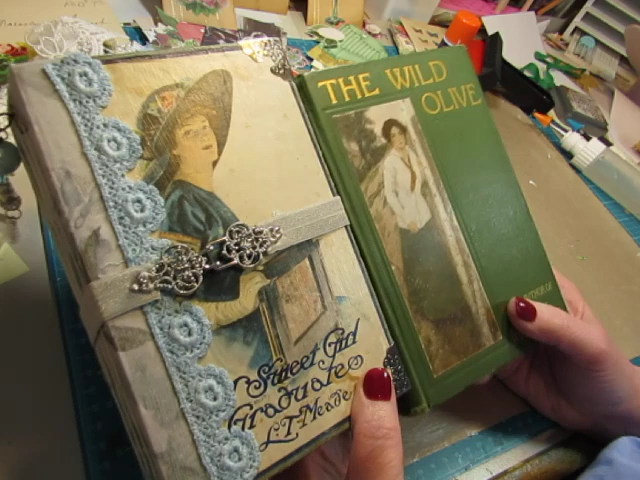 Sweet Girl
Graduate
L.T. Meade
THE WILD
OLIVE